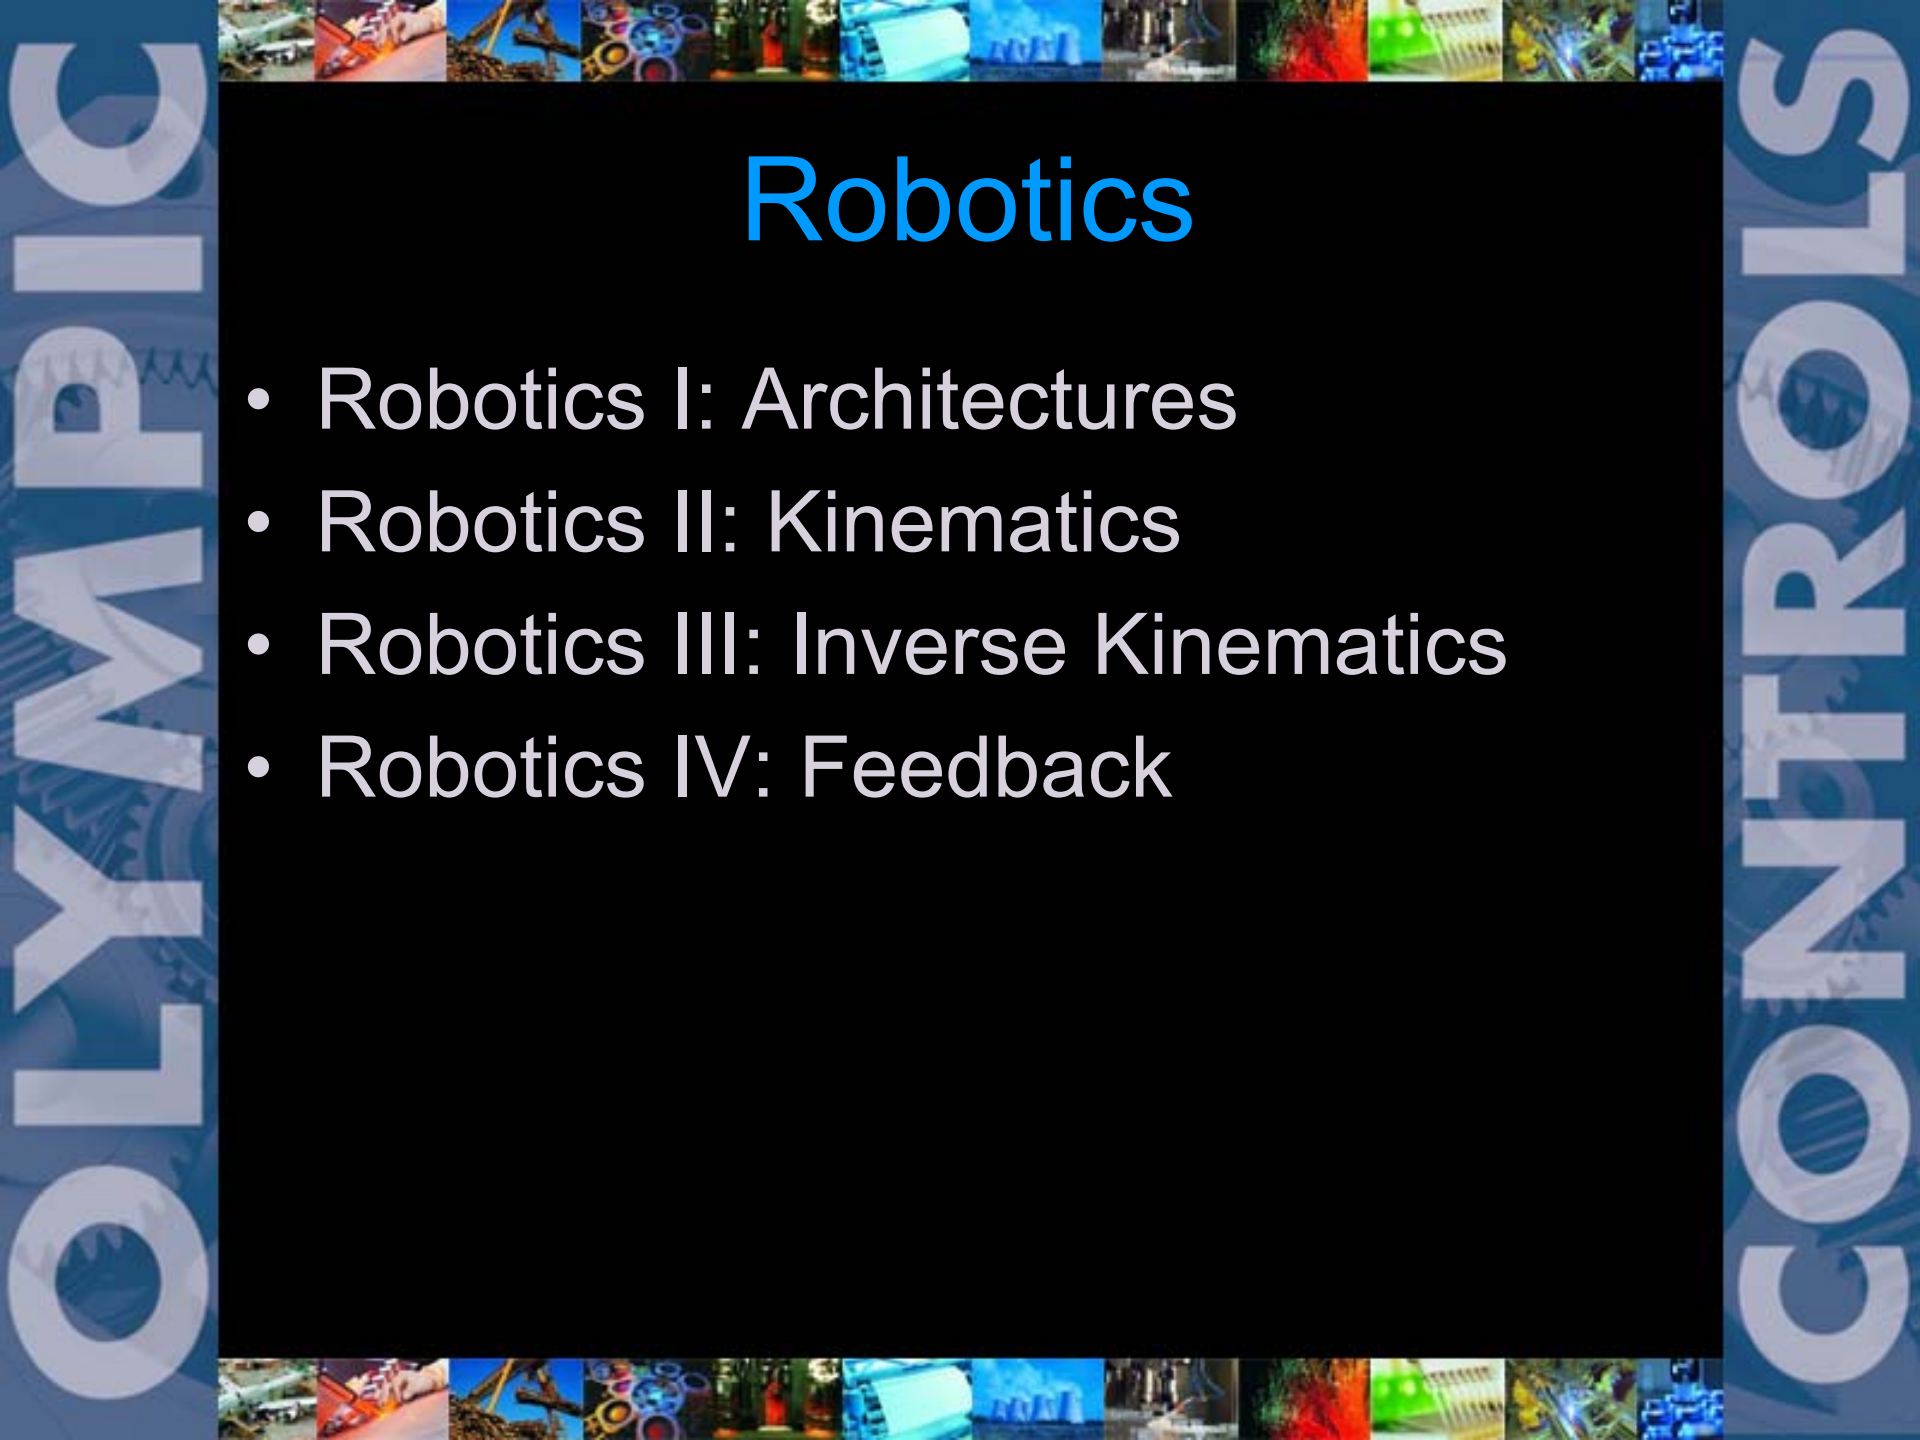 OLYMPIC
Robotics
• Robotics I: Architectures
• Robotics II: Kinematics
• Robotics III: Inverse Kinematics
• Robotics IV: Feedback
CONTROLS